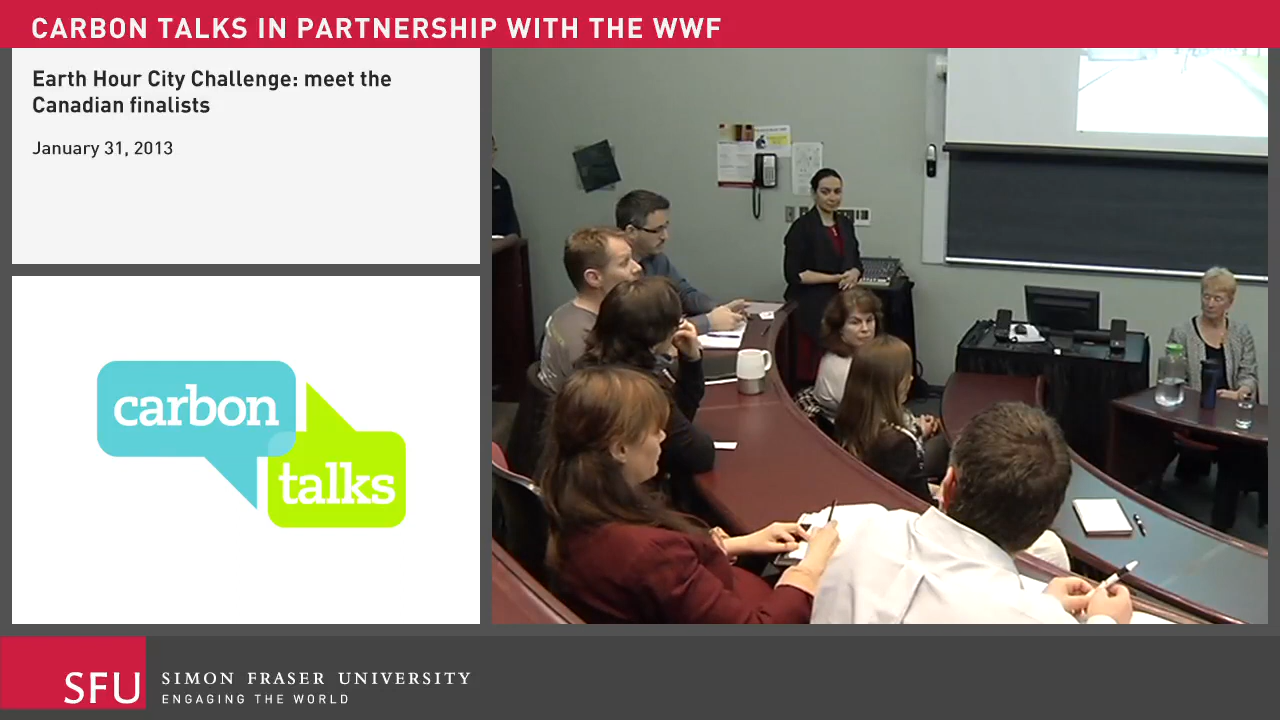 CARBON TALKS IN PARTNERSHIP WITH THE WWF
Earth Hour City Challenge: meet the
Canadian finalists
January 31, 2013
carbon
talks
SFU
SIMON FRASER UNIVERSITY
ENGAGING THE WORLD